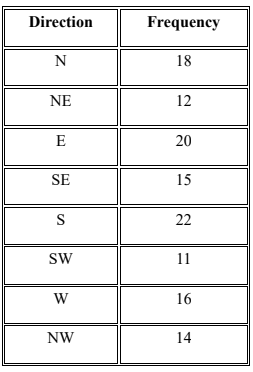 Direction Frequency
N 18
NE 12
E 20
SE 15
S 22
SW 11
W 16
NW 14